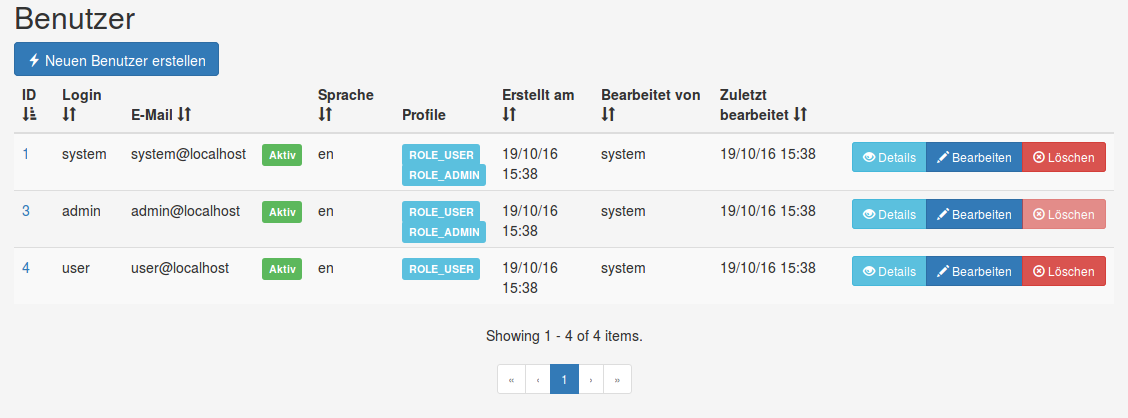 Benutzer
Neuen Benutzer erstellen
ID Login E-Mail Sprache Profile Erstellt am Bearbeitet von Zuletzt bearbeitet
1 system system@localhost Aktiv en ROLE_USER 19/10/16 system 19/10/16 15:38 Details Bearbeiten Löschen
ROLE_ADMIN 15:38
3 admin admin@localhost Aktiv en ROLE_USER 19/10/16 system 19/10/16 15:38 Details Bearbeiten Löschen
ROLE_ADMIN 15:38
4 user user@localhost Aktiv en ROLE_USER 19/10/16 system 19/10/16 15:38 Details Bearbeiten Löschen
15:38
Showing 1 - 4 of 4 items.
« ‹ 1 › »